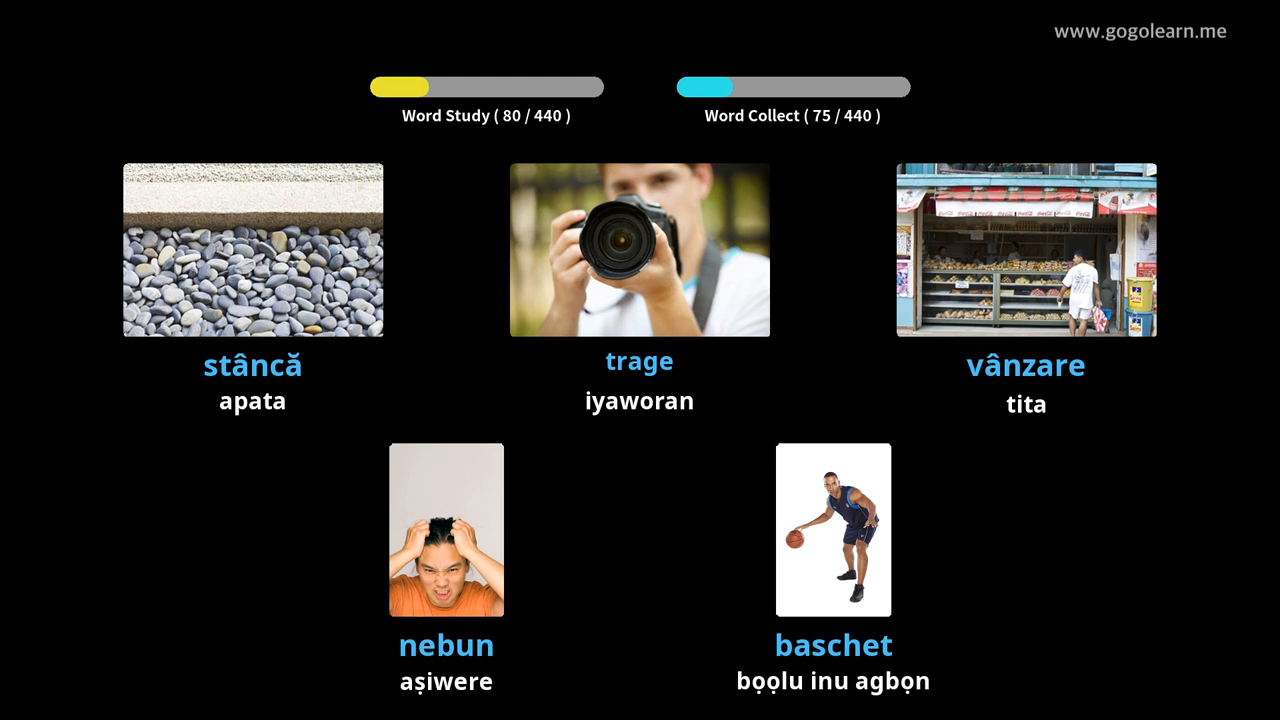 www.gogolearn.me
Word Study ( 80 / 440 )
Word Collect ( 75 / 440 )
stâncă
apata
trage
iyaworan
vânzare
tita
nebun
aṣiwere
baschet
bọọlu inu agbọn